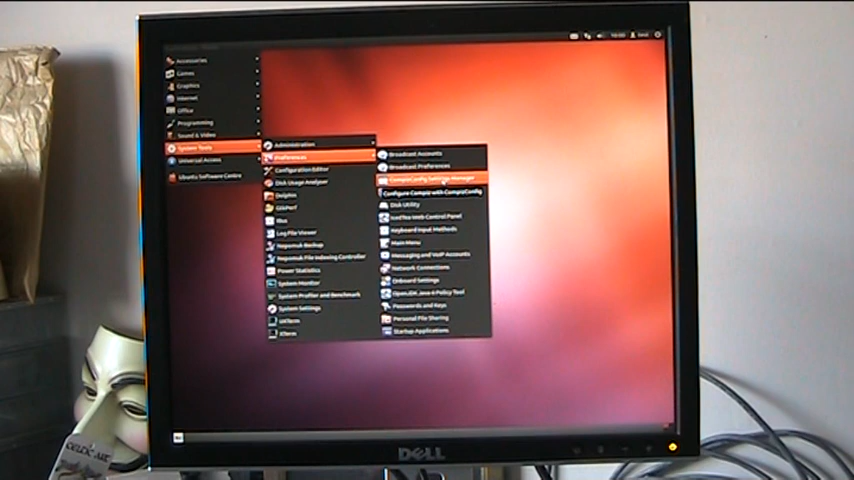 Accessories
Games
Graphics
Internet
Office
Programming
Sound & Video
System Tools
Universal Access
Ubuntu Software Centre
Administration
Preferences
Configuration Editor
Disk Usage Analyser
Dolphin
GParted
Log File Viewer
Nepomuk Backup
Nepomuk File Indexing Controller
Power Statistics
System Monitor
System Profiler and Benchmark
System Settings
UXTerm
XTerm
Broadcast Accounts
Broadcast Preferences
CompizConfig Settings Manager
Configure Compiz with CompizConfig
Disk Utility
IcedTea Web Control Panel
Keyboard Input Methods
Main Menu
Messaging and VoIP Accounts
Network Connections
Onboard Settings
OpenJDK Java 6 Policy Tool
Passwords and Keys
Personal File Sharing
Startup Applications
DELL
CELTIC ART